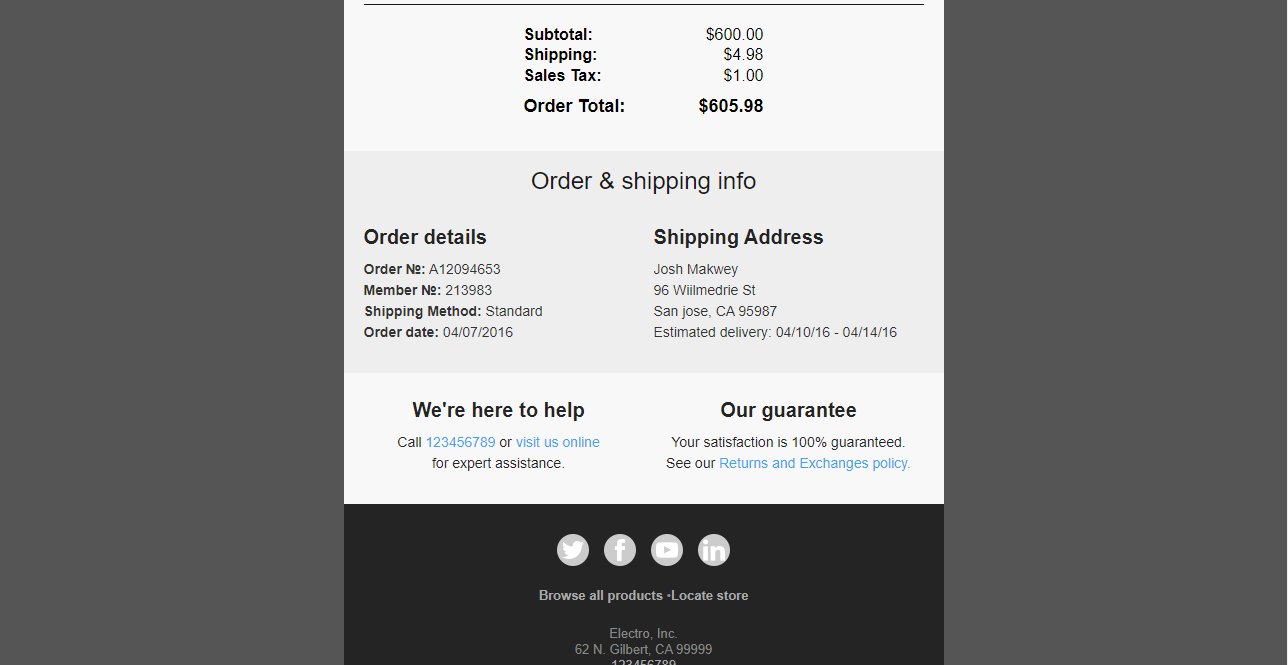 Subtotal: $600.00
Shipping: $4.98
Sales Tax: $1.00
Order Total: $605.98
Order & shipping info
Order details
Order №: A12094653
Member №: 213983
Shipping Method: Standard
Order date: 04/07/2016
Shipping Address
Josh Makwey
96 Wiilmedrie St
San jose, CA 95987
Estimated delivery: 04/10/16 - 04/14/16
We're here to help
Call 123456789 or visit us online
for expert assistance.
Our guarantee
Your satisfaction is 100% guaranteed.
See our Returns and Exchanges policy.
Browse all products •Locate store
Electro, Inc.
62 N. Gilbert, CA 99999
123456789